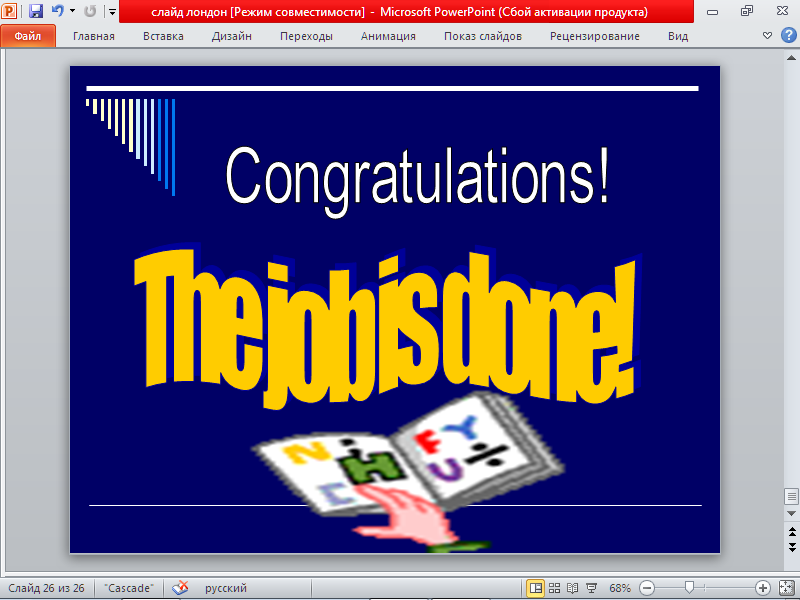 слайд лондон [Режим совместимости] - Microsoft PowerPoint (Сбой активации продукта)
Файл Главная Вставка Дизайн Переходы Анимация Показ слайдов Рецензирование Вид
Congratulations!
The job is done!
N H
L
F Y
U
Слайд 26 из 26 "Cascade" русский 68%